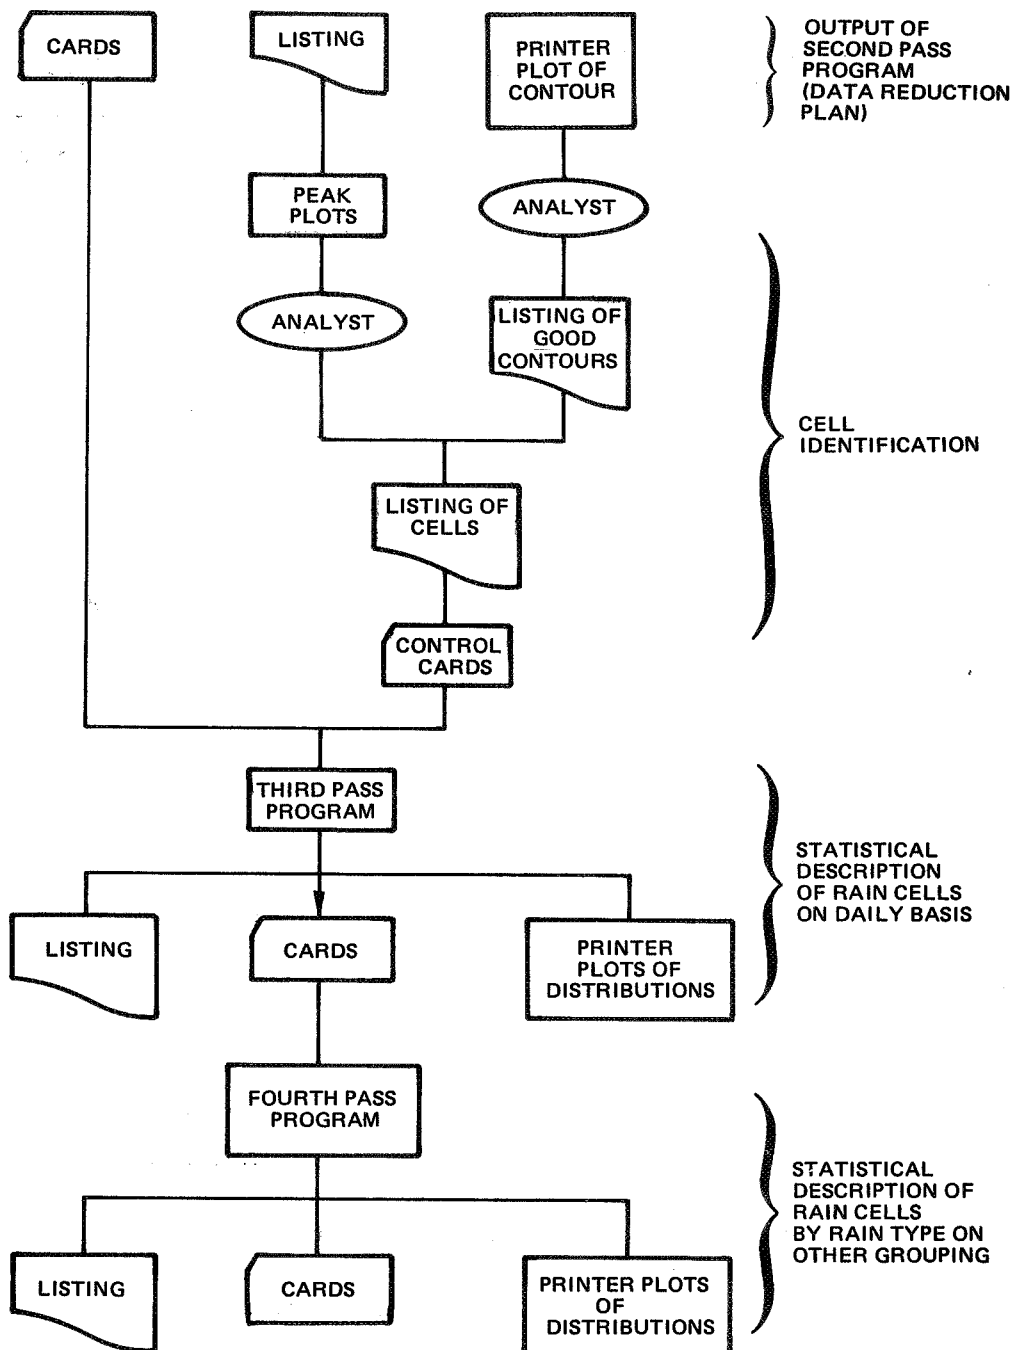 CARDS
LISTING
PRINTER
PLOT OF
CONTOUR
OUTPUT OF
SECOND PASS
PROGRAM
(DATA REDUCTION
PLAN)
PEAK
PLOTS
ANALYST
ANALYST
LISTING OF
GOOD
CONTOURS
CELL
IDENTIFICATION
LISTING OF
CELLS
CONTROL
CARDS
THIRD PASS
PROGRAM
STATISTICAL
DESCRIPTION
OF RAIN CELLS
ON DAILY BASIS
LISTING
CARDS
PRINTER
PLOTS OF
DISTRIBUTIONS
FOURTH PASS
PROGRAM
STATISTICAL
DESCRIPTION OF
RAIN CELLS
BY RAIN TYPE ON
OTHER GROUPING
LISTING
CARDS
PRINTER PLOTS
OF
DISTRIBUTIONS